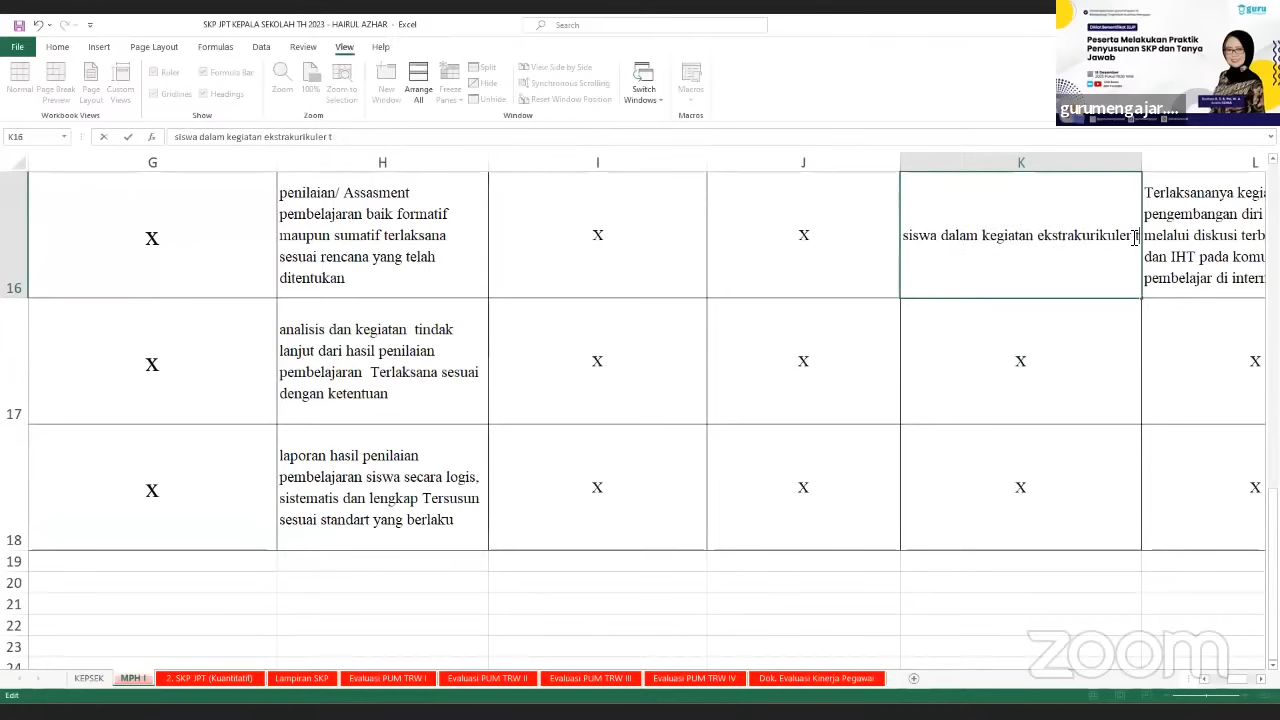 SKP JPT KEPALA SEKOLAH TH 2023 - HAIRUL AZHAR - Excel
Search
File Home Insert Page Layout Formulas Data Review View Help
Normal
Page Break Preview
Page Layout
Custom Views
Workbook Views
Ruler
Formula Bar
Gridlines
Headings
Show
Zoom
100%
Zoom to Selection
Zoom
New Window
Arrange All
Freeze Panes
Split
Hide
Unhide
View Side by Side
Synchronous Scrolling
Reset Window Position
Window
Switch Windows
Macros
Macros
guru
Diklat Bersertifikat 32JP
Peserta Melakukan Praktik
Penyusunan SKP dan Tanya
Jawab
gurumengajar....
K16
fx
siswa dalam kegiatan ekstrakurikuler t
G H I J K L
16
X
penilaian/ Assasment
pembelajaran baik formatif
maupun sumatif terlaksana
sesuai rencana yang telah
ditentukan
X
X
siswa dalam kegiatan ekstrakurikuler t
Terlaksananya kegia
pengembangan diri
melalui diskusi terb
dan IHT pada komu
pembelajar di intern
17
X
analisis dan kegiatan tindak
lanjut dari hasil penilaian
pembelajaran Terlaksana sesuai
dengan ketentuan
X
X
X
X
18
X
laporan hasil penilaian
pembelajaran siswa secara logis,
sistematis dan lengkap Tersusun
sesuai standart yang berlaku
X
X
X
X
19
20
21
22
23
24
zoom
KEPSEK MPH I 2. SKP JPT (Kuantitatif) Lampiran SKP Evaluasi PUM TRW I Evaluasi PUM TRW II Evaluasi PUM TRW III Evaluasi PUM TRW IV Dok. Evaluasi Kinerja Pegawai
Edit